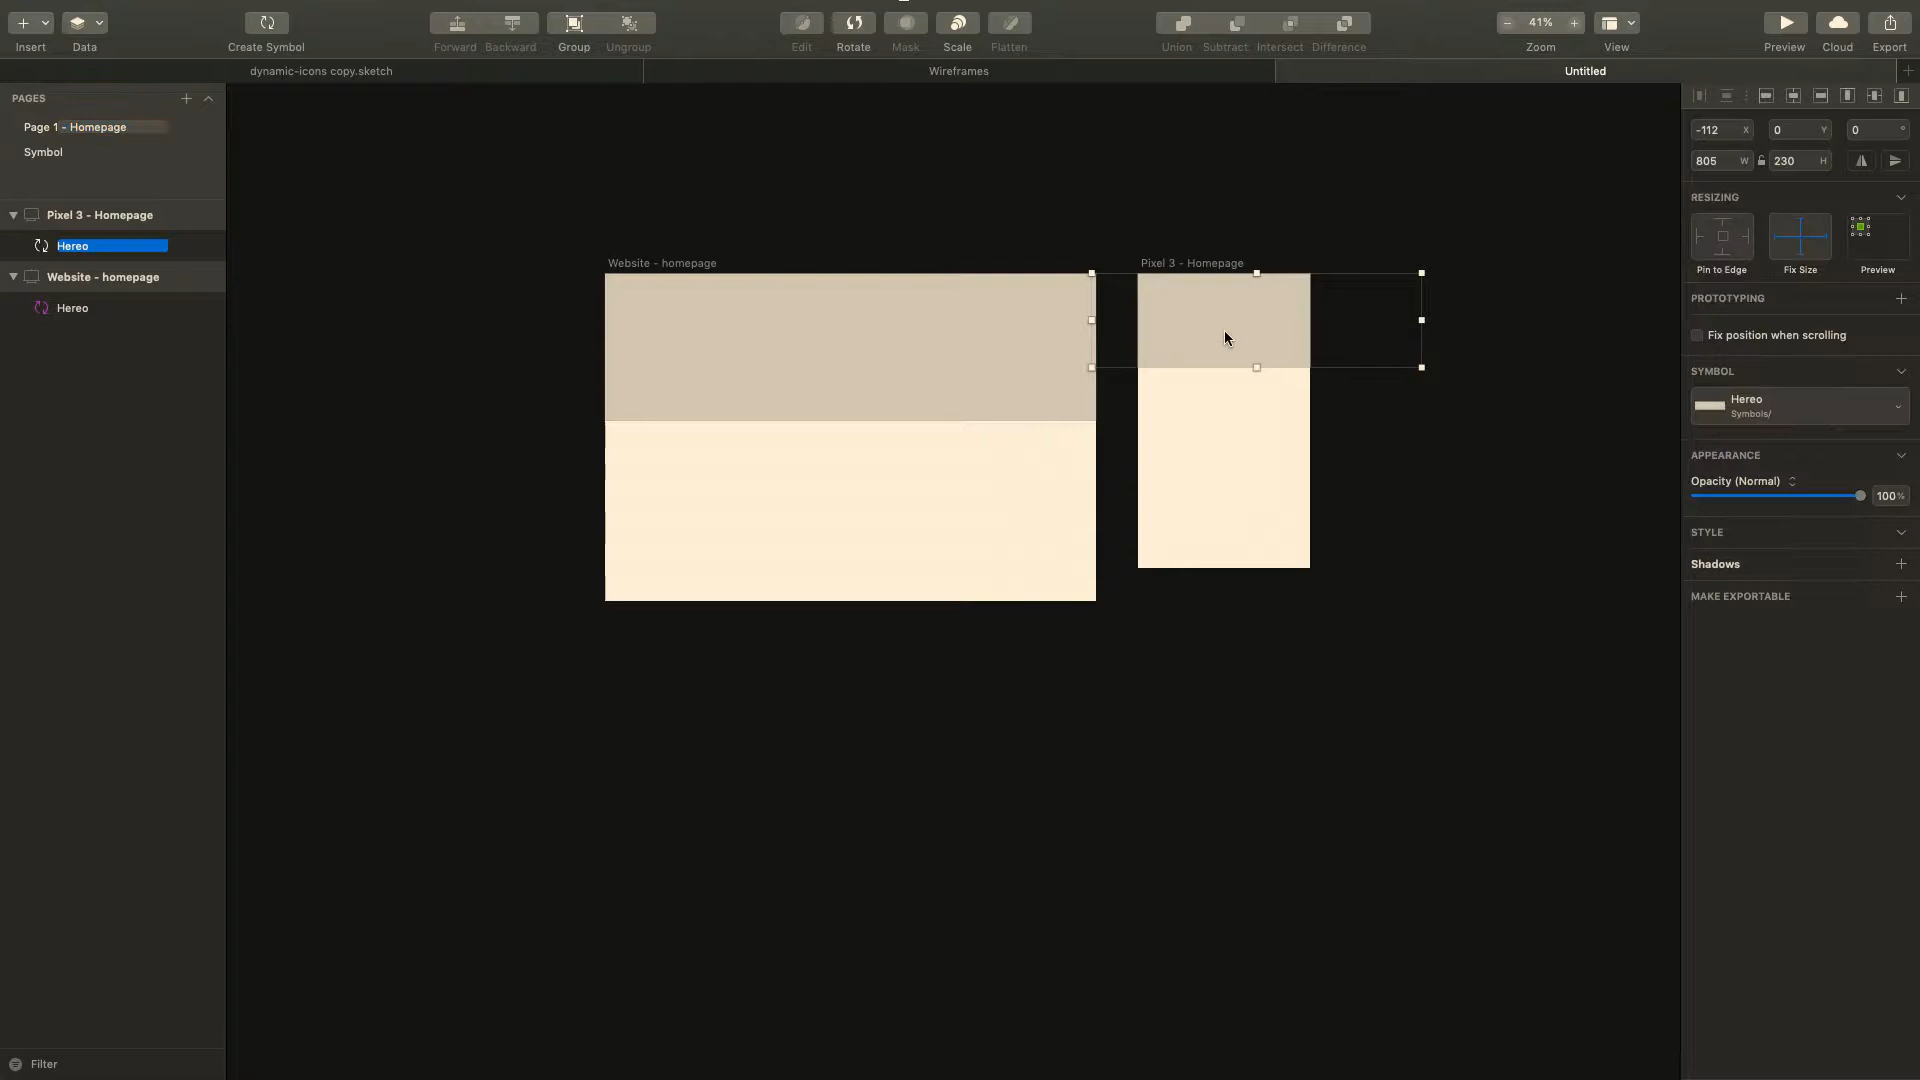 Insert
Data
Create Symbol
Forward
Backward
Group
Ungroup
Edit
Rotate
Mask
Scale
Flatten
Union
Subtract
Intersect
Difference
41%
Zoom
View
Preview
Cloud
Export
dynamic-icons copy.sketch
Wireframes
Untitled
PAGES
Page 1 - Homepage
Symbol
Pixel 3 - Homepage
Hereo
Website - homepage
Hereo
Filter
Website - homepage
Pixel 3 - Homepage
-112 X
0 Y
0 °
805 W
230 H
RESIZING
Pin to Edge
Fix Size
Preview
PROTOTYPING
Fix position when scrolling
SYMBOL
Hereo
Symbols/
APPEARANCE
Opacity (Normal)
100%
STYLE
Shadows
MAKE EXPORTABLE